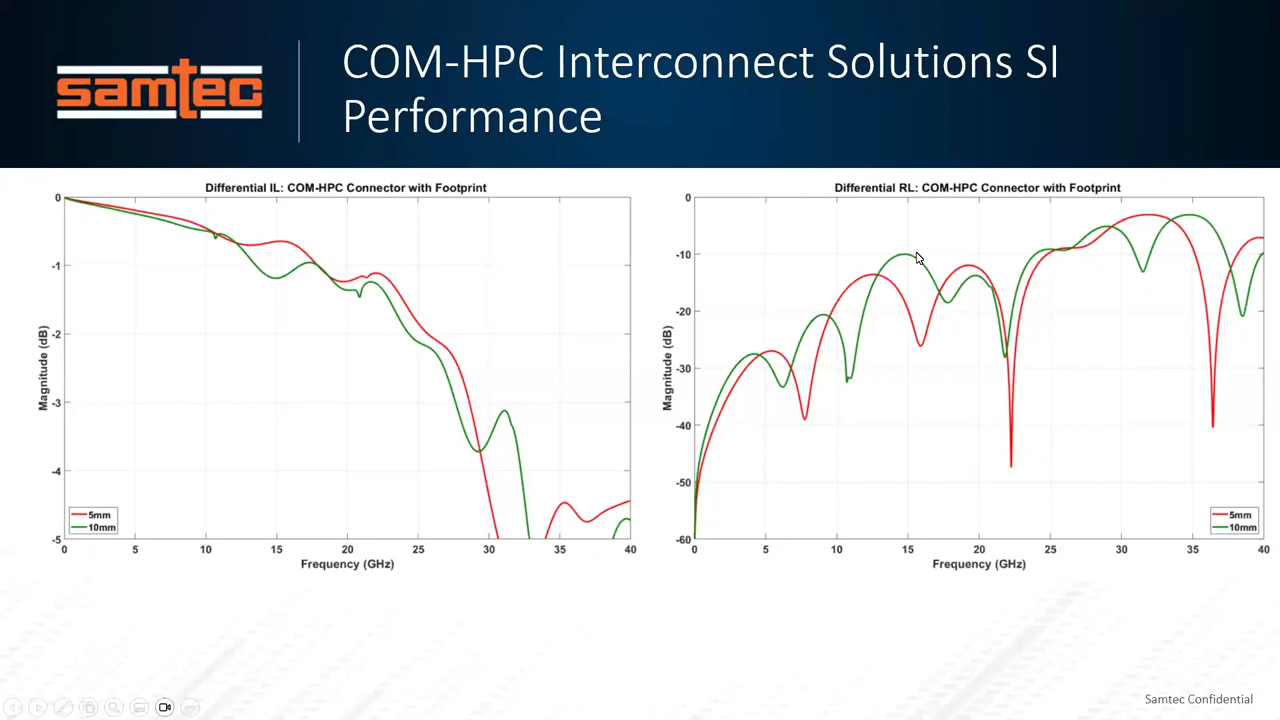 samtec
COM-HPC Interconnect Solutions SI
Performance
Differential IL: COM-HPC Connector with Footprint
0
-1
-2
-3
-4
-5
Magnitude (dB)
5mm
10mm
0 5 10 15 20 25 30 35 40
Frequency (GHz)
Differential RL: COM-HPC Connector with Footprint
0
-10
-20
-30
-40
-50
-60
Magnitude (dB)
5mm
10mm
0 5 10 15 20 25 30 35 40
Frequency (GHz)
Samtec Confidential